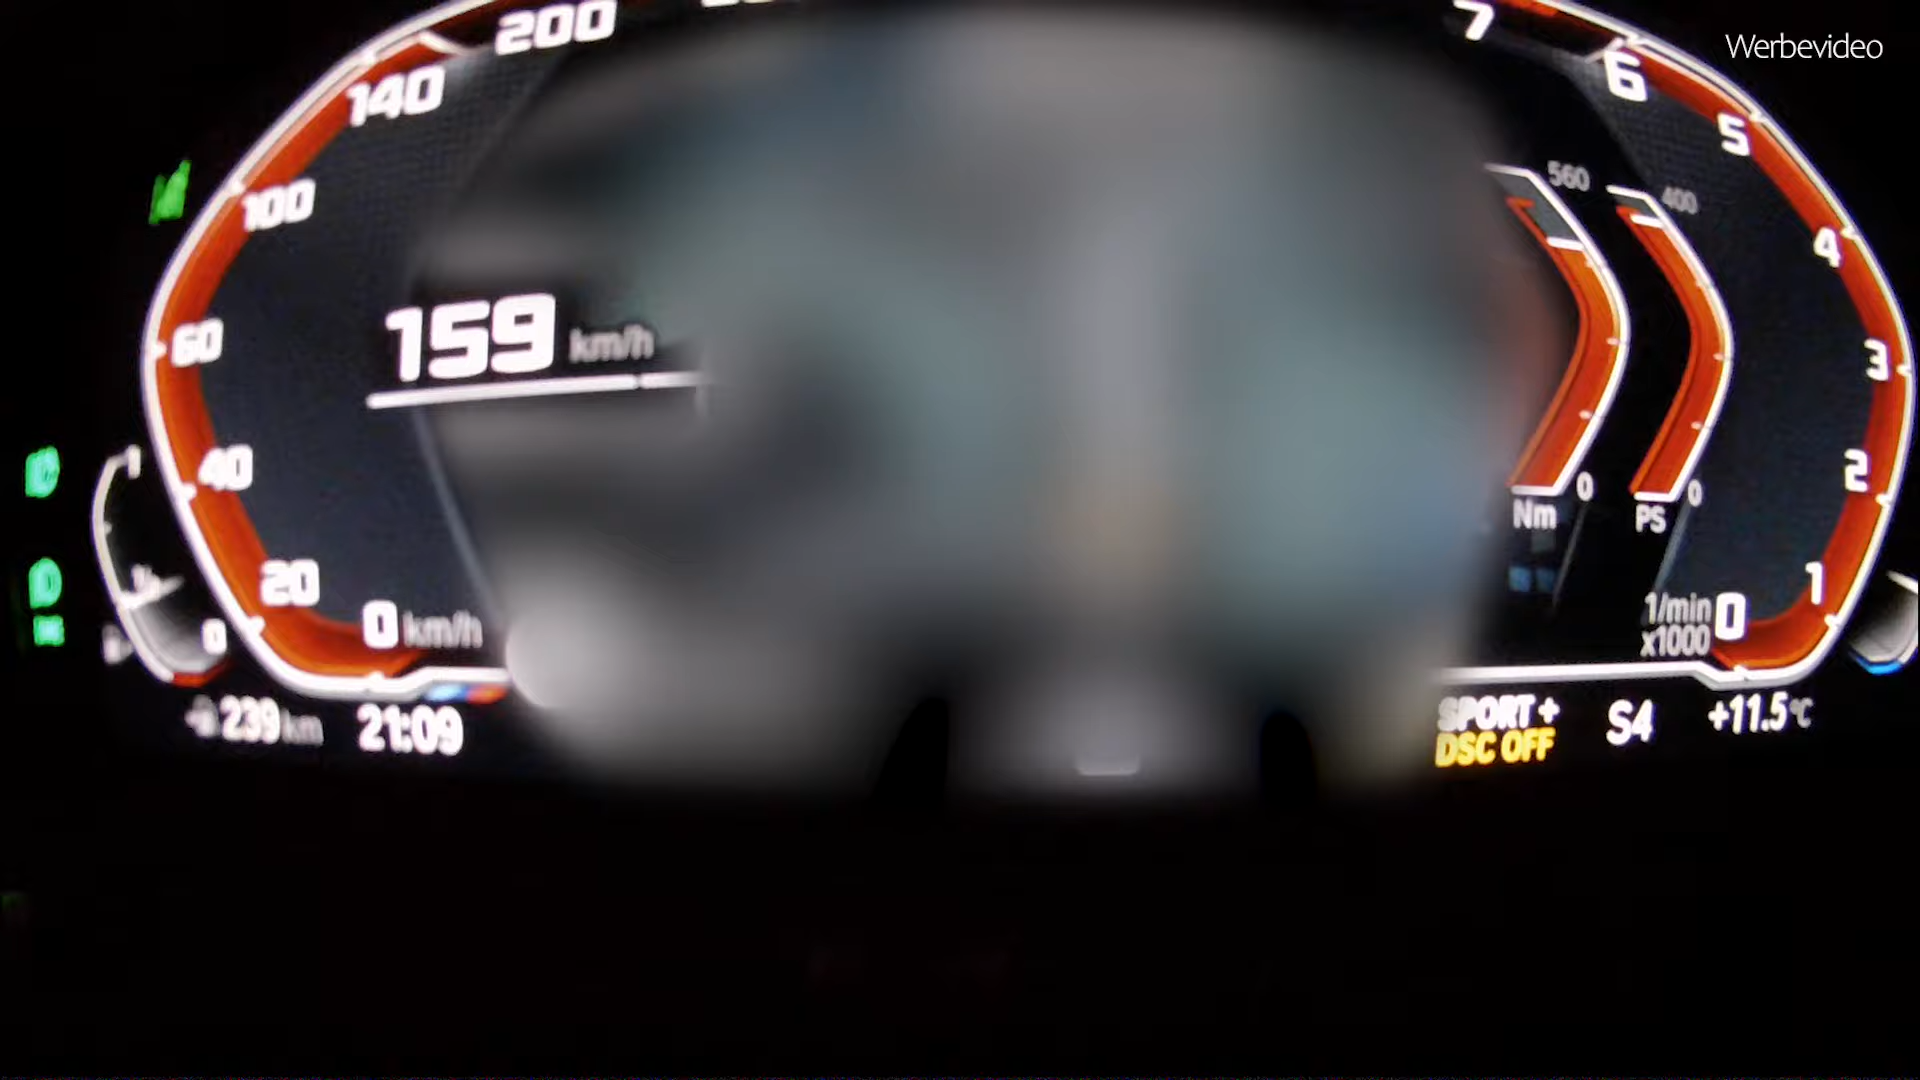 Werbevideo
200
140
100
60
40
20
0 km/h
159 km/h
7
6
5
4
3
2
1
0
1/min
x1000
560
0
Nm
400
0
PS
1
0
239 km
21:09
SPORT +
DSC OFF
S4
+11.5°C